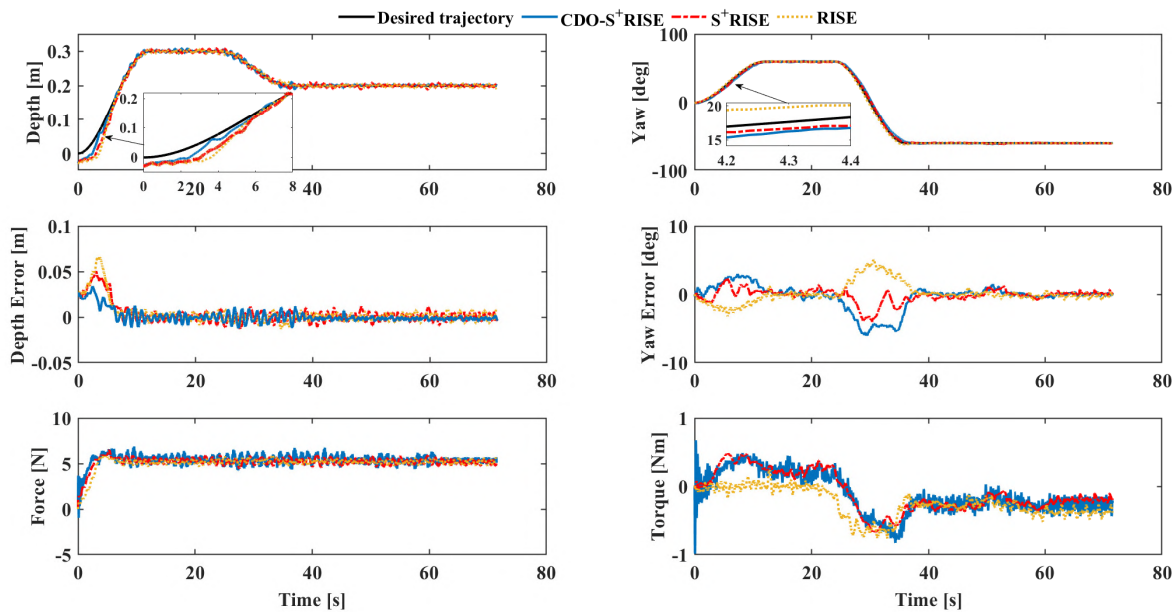 Desired trajectory CDO-S⁺RISE S⁺RISE RISE
Depth [m]
0.3
0.2
0.1
0
0.2
0.1
0
0 2 4 6 8
0 20 40 60 80
Yaw [deg]
100
0
-100
20
15
4.2 4.3 4.4
0 20 40 60 80
Depth Error [m]
0.1
0.05
0
-0.05
0 20 40 60 80
Yaw Error [deg]
10
0
-10
0 20 40 60 80
Force [N]
10
5
0
-5
0 20 40 60 80
Time [s]
Torque [Nm]
1
0
-1
0 20 40 60 80
Time [s]